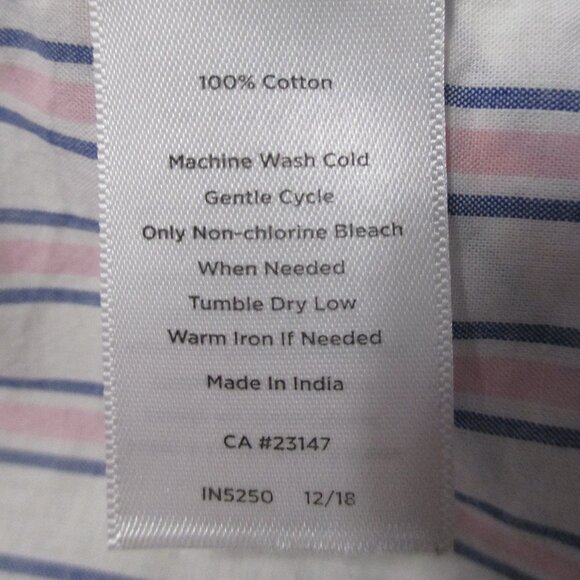 100% Cotton
Machine Wash Cold
Gentle Cycle
Only Non-chlorine Bleach
When Needed
Tumble Dry Low
Warm Iron If Needed
Made In India
CA #23147
IN5250 12/18